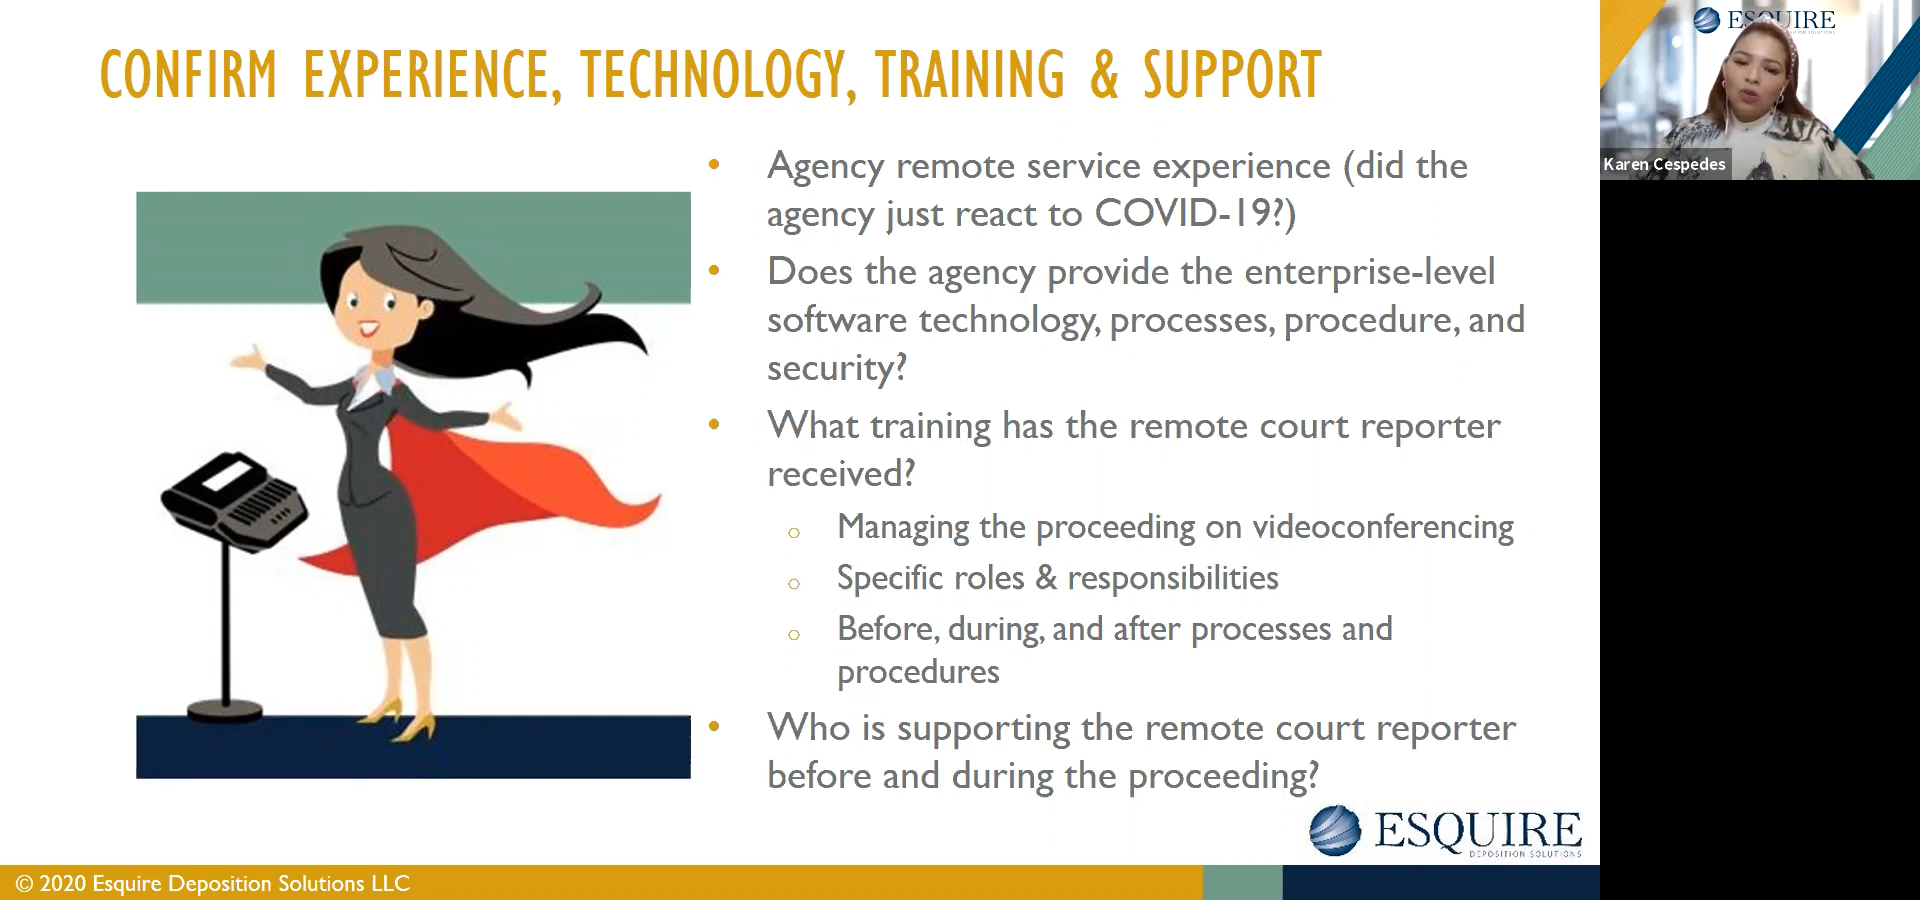 CONFIRM EXPERIENCE, TECHNOLOGY, TRAINING & SUPPORT
• Agency remote service experience (did the
agency just react to COVID-19?)
• Does the agency provide the enterprise-level
software technology, processes, procedure, and
security?
• What training has the remote court reporter
received?
○ Managing the proceeding on videoconferencing
○ Specific roles & responsibilities
○ Before, during, and after processes and
procedures
• Who is supporting the remote court reporter
before and during the proceeding?
ESQUIRE
DEPOSITION SOLUTIONS
© 2020 Esquire Deposition Solutions LLC
ESQUIRE
Karen Cespedes